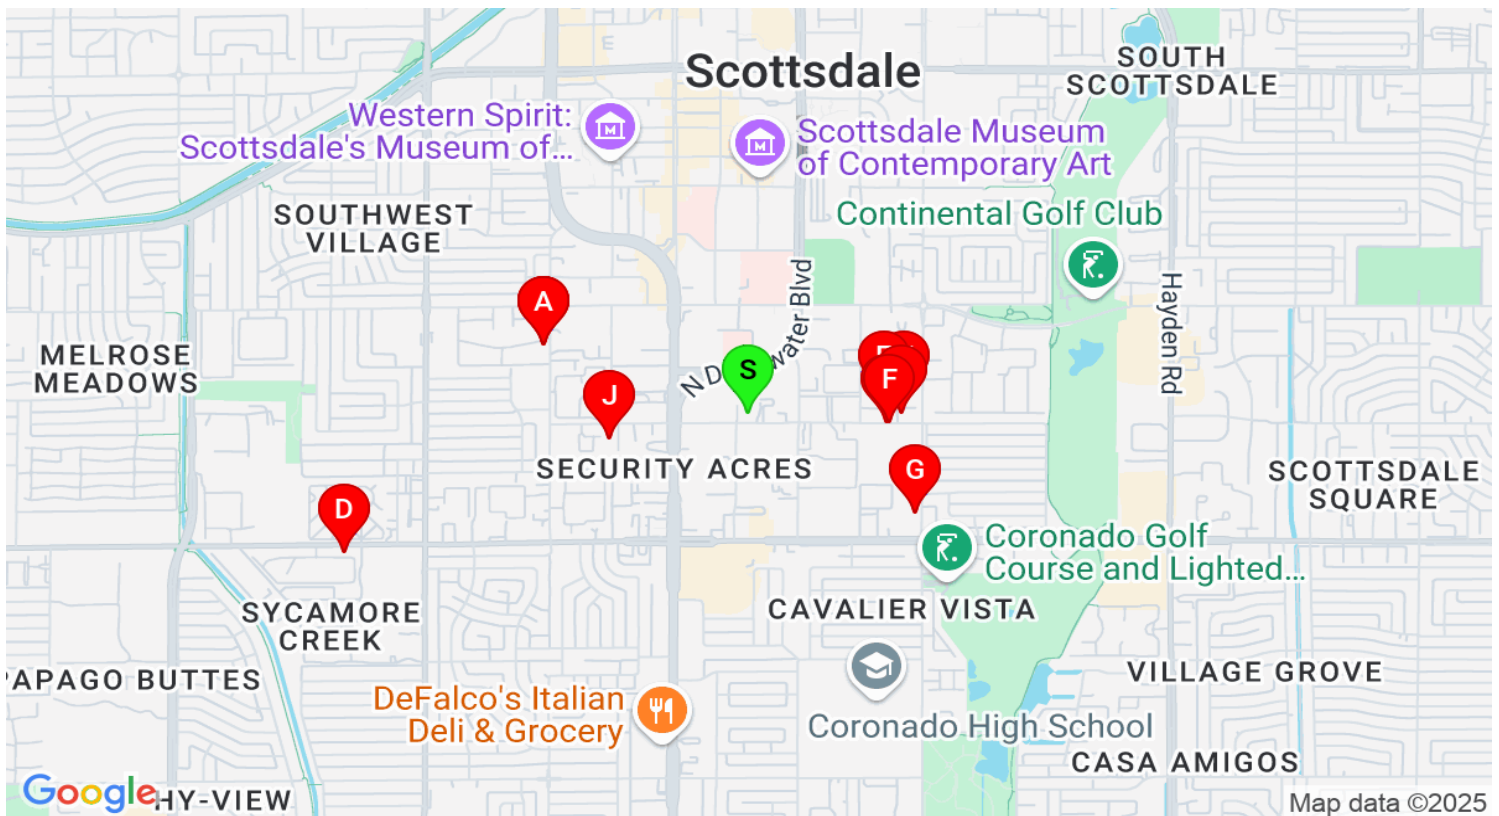 Scottsdale
SOUTH
SCOTTSDALE
Western Spirit:
Scottsdale's Museum of...
Scottsdale Museum
of Contemporary Art
SOUTHWEST
VILLAGE
Continental Golf Club
Hayden Rd
A
MELROSE
MEADOWS
S
J
F
SECURITY ACRES
G
SCOTTSDALE
SQUARE
D
Coronado Golf
Course and Lighted...
SYCAMORE
CREEK
CAVALIER VISTA
PAPAGO BUTTES
VILLAGE GROVE
DeFalco's Italian
Deli & Grocery
Coronado High School
CASA AMIGOS
Google
HY-VIEW
Map data ©2025